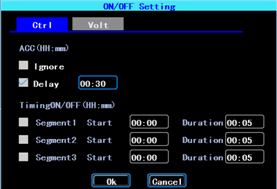 ON/OFF Setting
Ctrl Volt
ACC(HH:mm)
Ignore
Delay 00:30
TimingON/OFF(HH:mm)
Segment1 Start 00:00 Duration 00:05
Segment2 Start 00:00 Duration 00:05
Segment3 Start 00:00 Duration 00:05
Ok Cancel